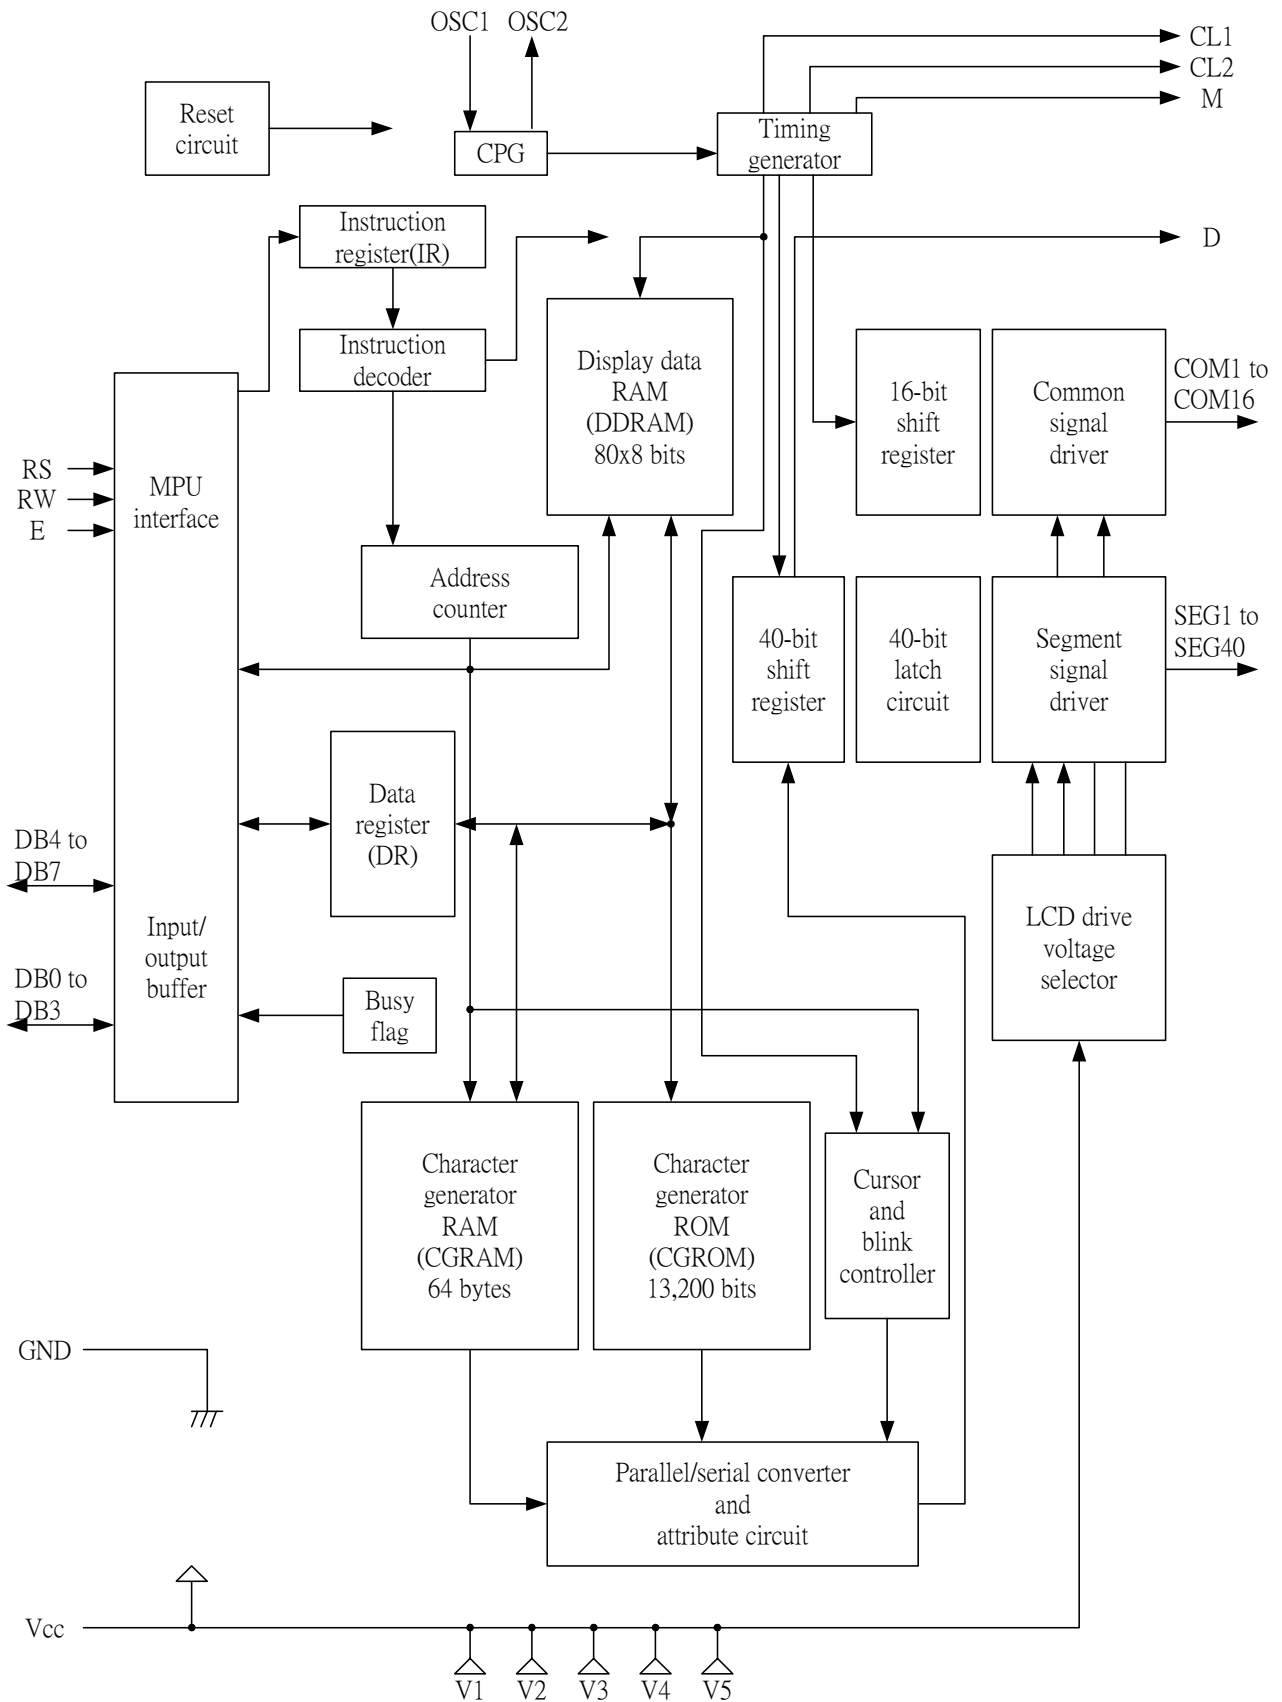 OSC1 OSC2
CL1
CL2
M
Reset
circuit
CPG
Timing
generator
Instruction
register(IR)
D
Instruction
decoder
Display data
RAM
(DDRAM)
80x8 bits
16-bit
shift
register
Common
signal
driver
COM1 to
COM16
RS
RW
E
MPU
interface
Address
counter
40-bit
shift
register
40-bit
latch
circuit
Segment
signal
driver
SEG1 to
SEG40
Data
register
(DR)
DB4 to
DB7
Input/
output
buffer
LCD drive
voltage
selector
DB0 to
DB3
Busy
flag
Character
generator
RAM
(CGRAM)
64 bytes
Character
generator
ROM
(CGROM)
13,200 bits
Cursor
and
blink
controller
GND
Parallel/serial converter
and
attribute circuit
Vcc
V1 V2 V3 V4 V5